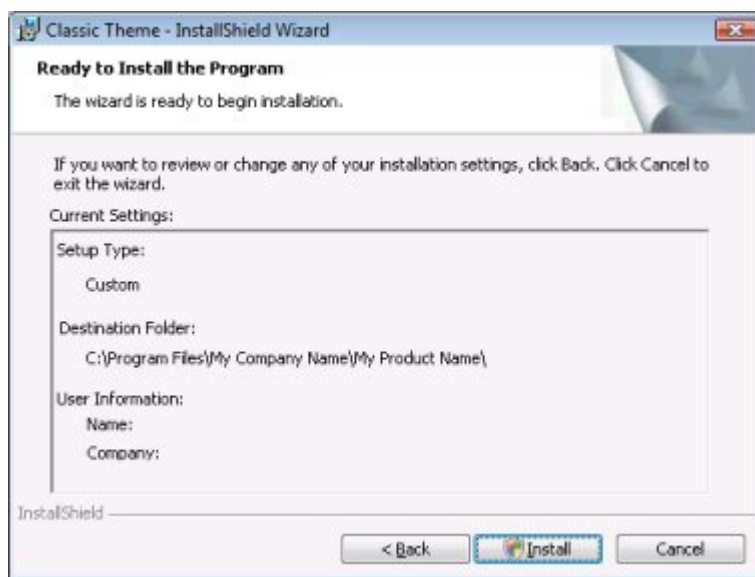 Classic Theme - InstallShield Wizard
Ready to Install the Program
The wizard is ready to begin installation.
If you want to review or change any of your installation settings, click Back. Click Cancel to
exit the wizard.
Current Settings:
Setup Type:
Custom
Destination Folder:
C:\Program Files\My Company Name\My Product Name\
User Information:
Name:
Company:
InstallShield
< Back
Install
Cancel